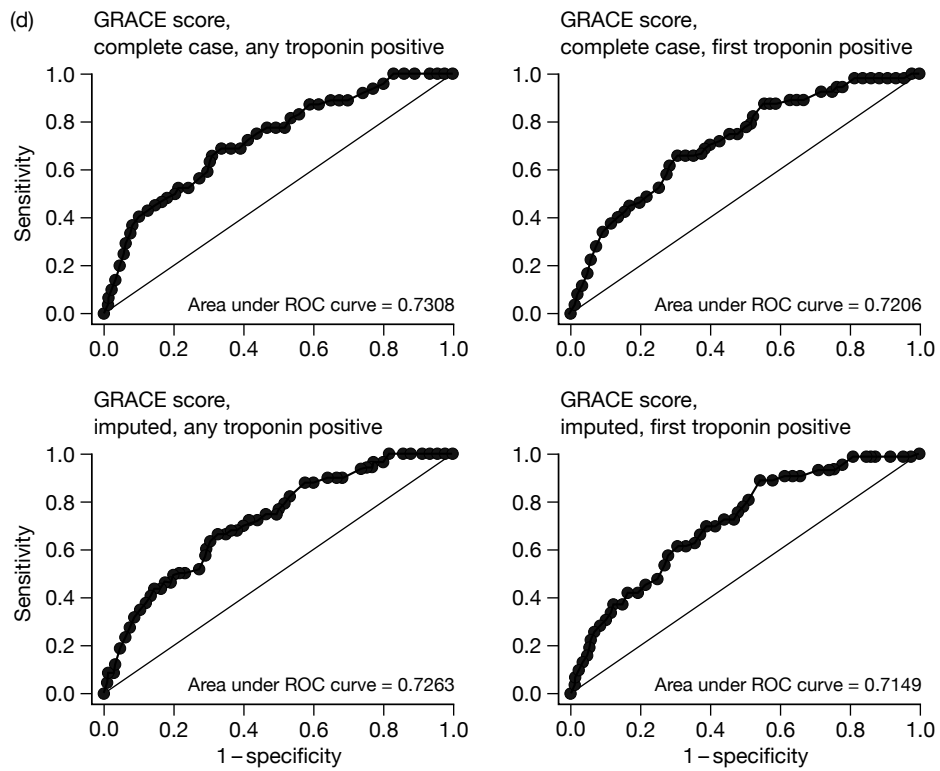 (d)
GRACE score,
complete case, any troponin positive
1.0
0.8
0.6
0.4
0.2
0.0
Sensitivity
Area under ROC curve = 0.7308
0.0 0.2 0.4 0.6 0.8 1.0
GRACE score,
complete case, first troponin positive
1.0
0.8
0.6
0.4
0.2
0.0
Area under ROC curve = 0.7206
0.0 0.2 0.4 0.6 0.8 1.0
GRACE score,
imputed, any troponin positive
1.0
0.8
0.6
0.4
0.2
0.0
Sensitivity
Area under ROC curve = 0.7263
0.0 0.2 0.4 0.6 0.8 1.0
1 – specificity
GRACE score,
imputed, first troponin positive
1.0
0.8
0.6
0.4
0.2
0.0
Area under ROC curve = 0.7149
0.0 0.2 0.4 0.6 0.8 1.0
1 – specificity